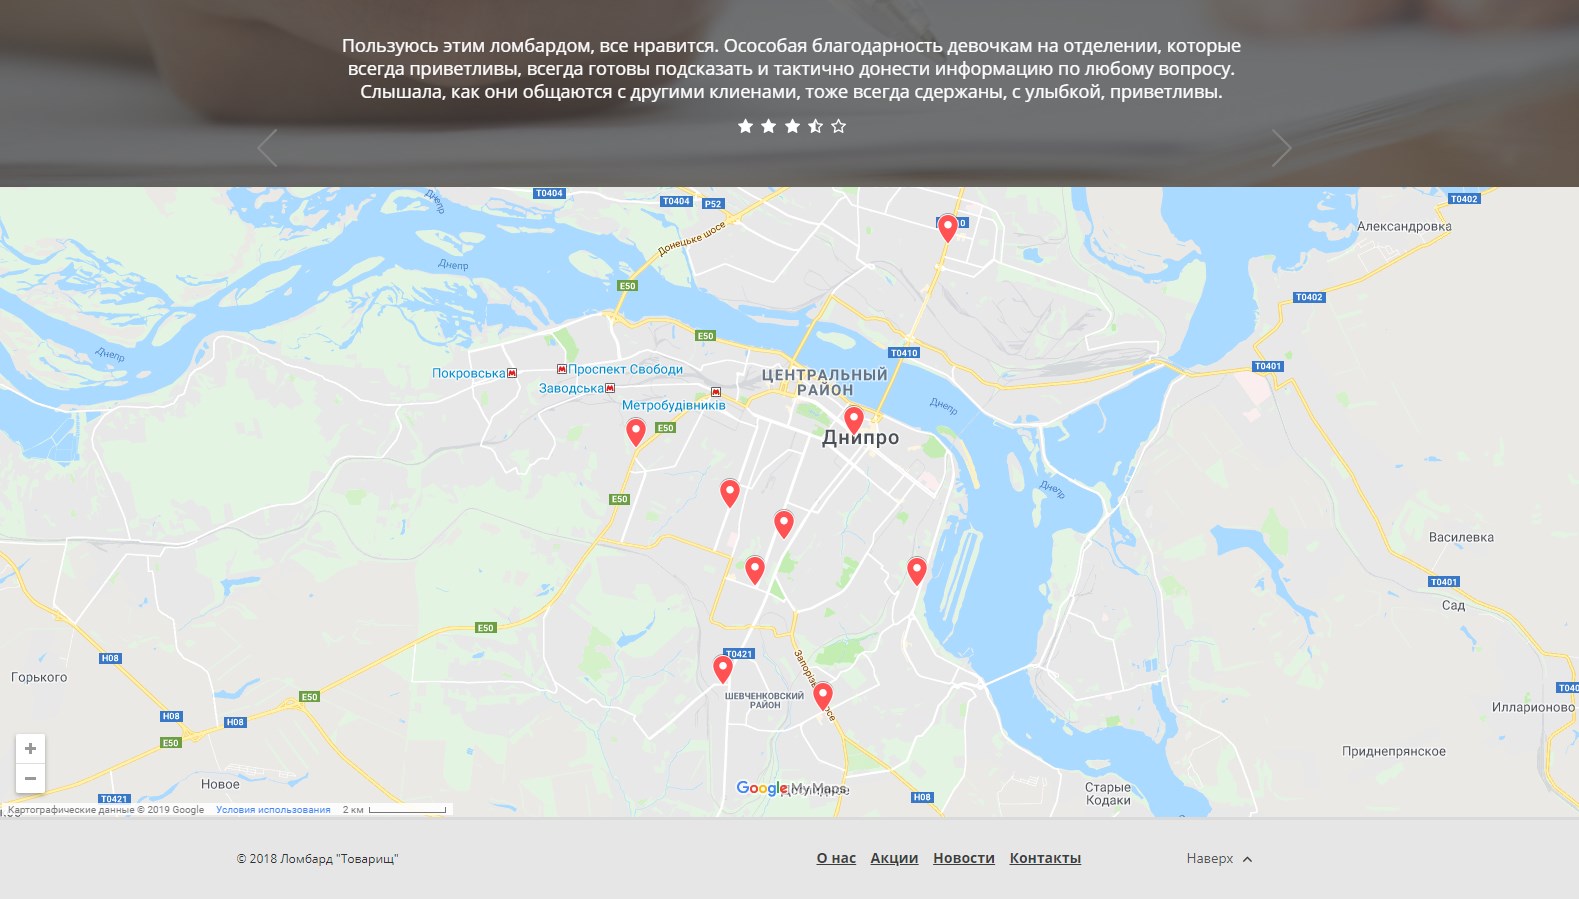 Пользуюсь этим ломбардом, все нравится. Осособая благодарность девочкам на отделении, которые
всегда приветливы, всегда готовы подсказать и тактично донести информацию по любому вопросу.
Слышала, как они общаются с другими клиенами, тоже всегда сдержаны, с улыбкой, приветливы.
Днепр
T0404
T0404
P52
T0402
Донецьке шосе
Александровка
Днепр
E50
T0402
E50
Днепр
T0410
T0401
Покровська
Проспект Свободи
ЦЕНТРАЛЬНЫЙ
РАЙОН
Заводська
Метробудівників
Днепр
E50
Днипро
E50
Днепр
Василевка
T0401
Сад
E50
T0421
H08
Горького
ШЕВЧЕНКОВСКИЙ
РАЙОН
E50
H08
H08
E50
Илларионово
Приднепрянское
Новое
Google My Maps
Старые
Кодаки
T0421
H08
Картографические данные © 2019 Google
Условия использования
2 км
© 2018 Ломбард "Товарищ"
О нас
Акции
Новости
Контакты
Наверх